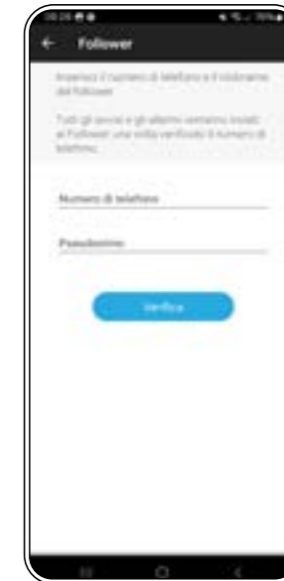 Follower
Inserisci il numero di telefono e il nickname
del follower
Tutti gli avvisi e gli allarmi verranno inviati
ai Follower una volta verificato il numero di
telefono.
Numero di telefono
Pseudonimo
Verifica